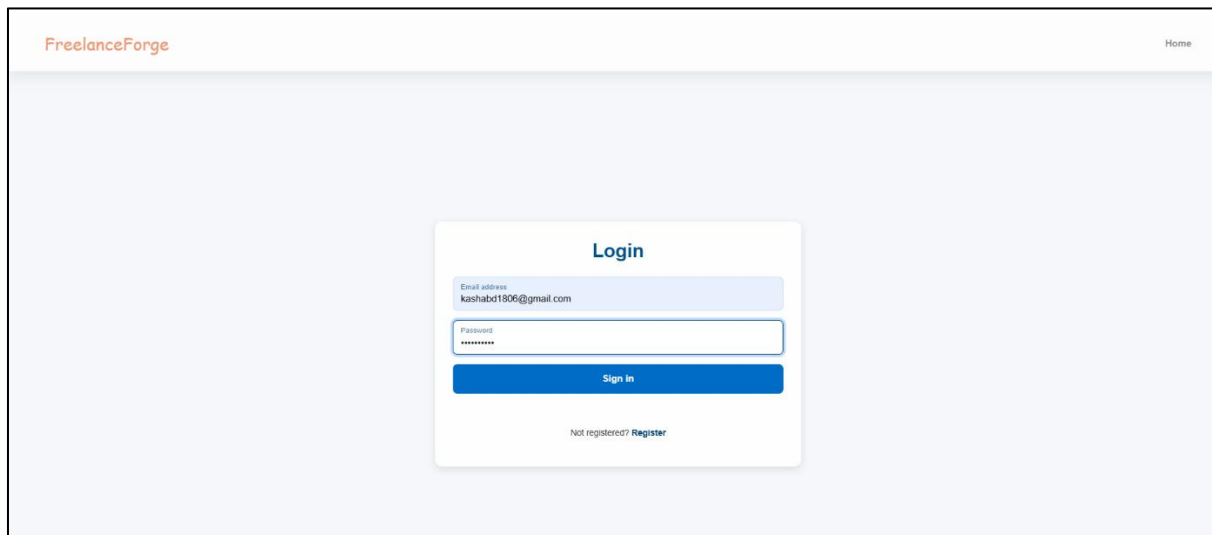 FreelanceForge
Home
Login
Email address
kashabd1806@gmail.com
Password
••••••••••
Sign in
Not registered? Register